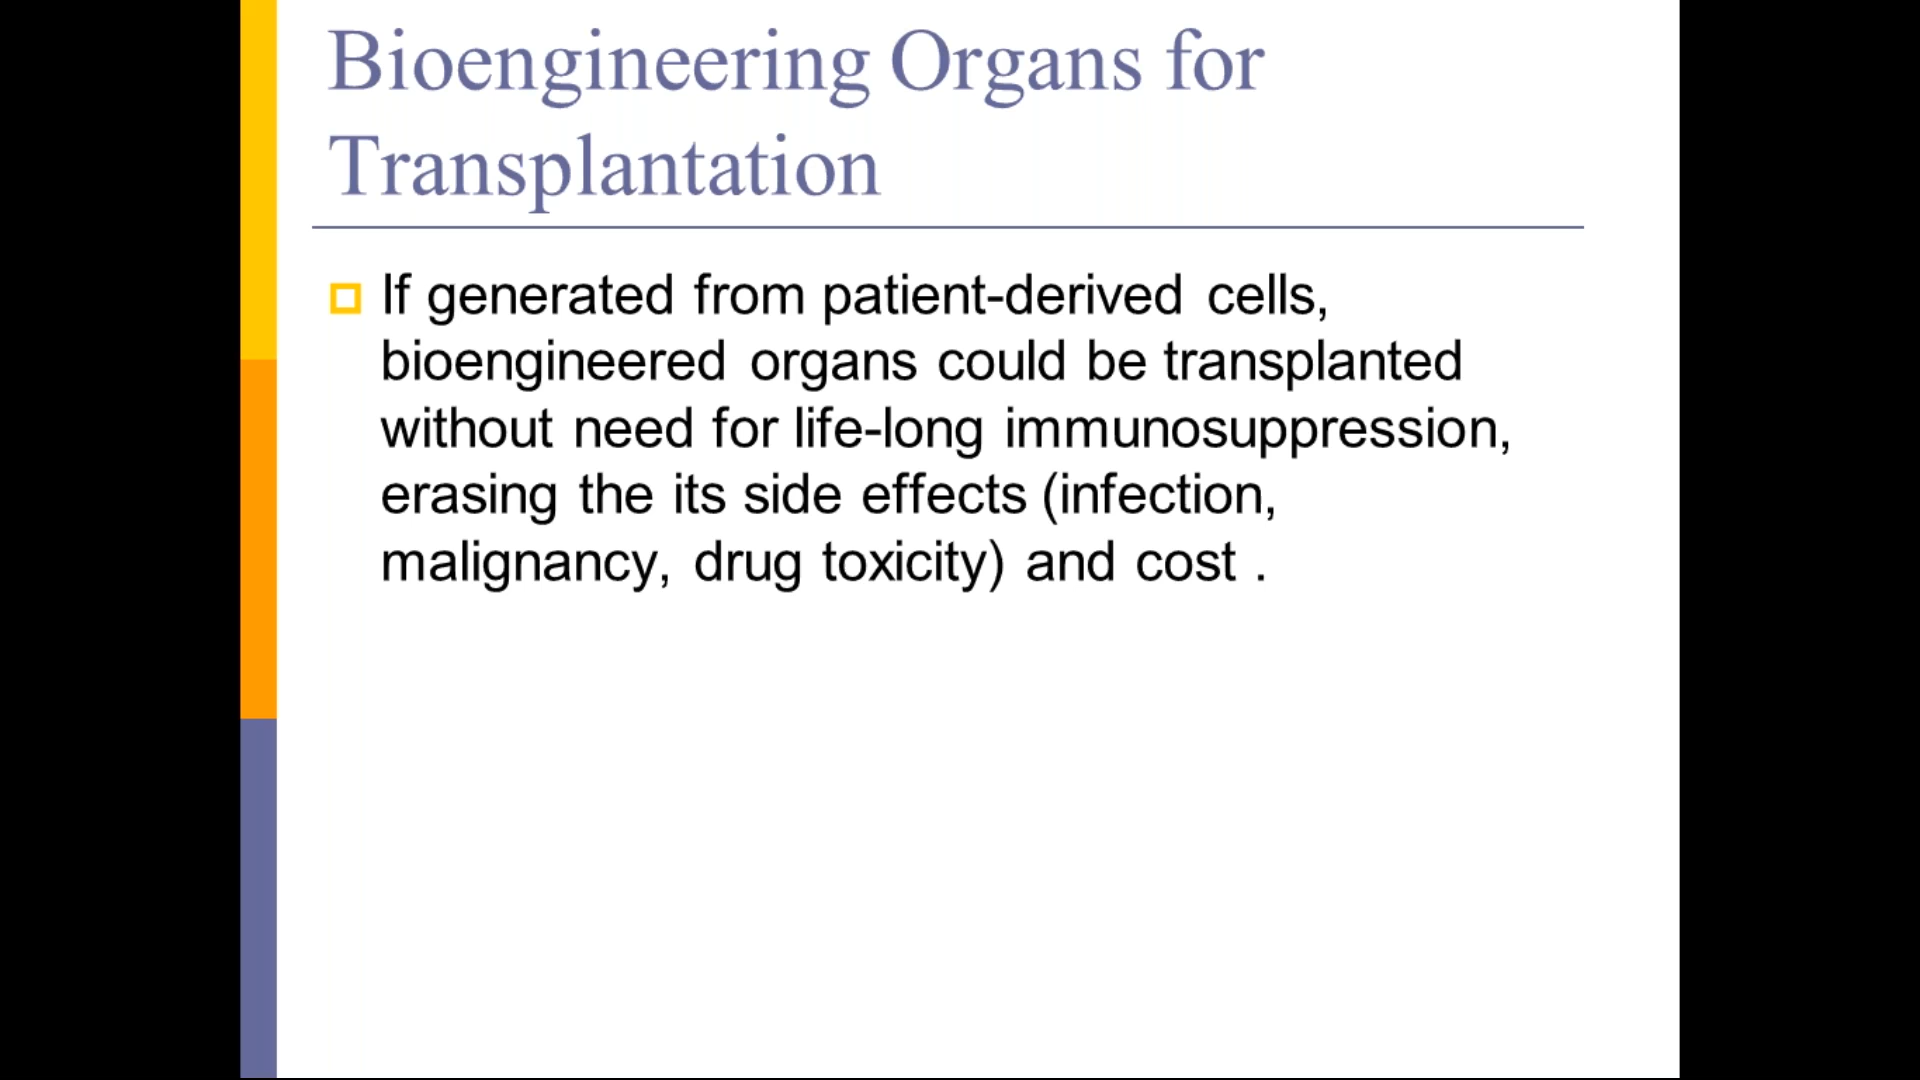 Bioengineering Organs for
Transplantation
If generated from patient-derived cells,
bioengineered organs could be transplanted
without need for life-long immunosuppression,
erasing the its side effects (infection,
malignancy, drug toxicity) and cost .